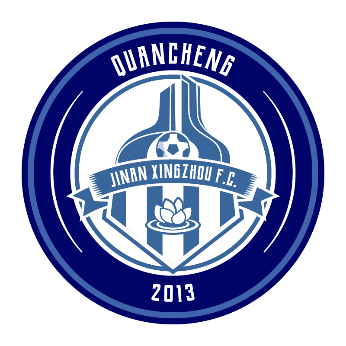 QUANCHENG
JINAN XINGZHOU F.C.
2013